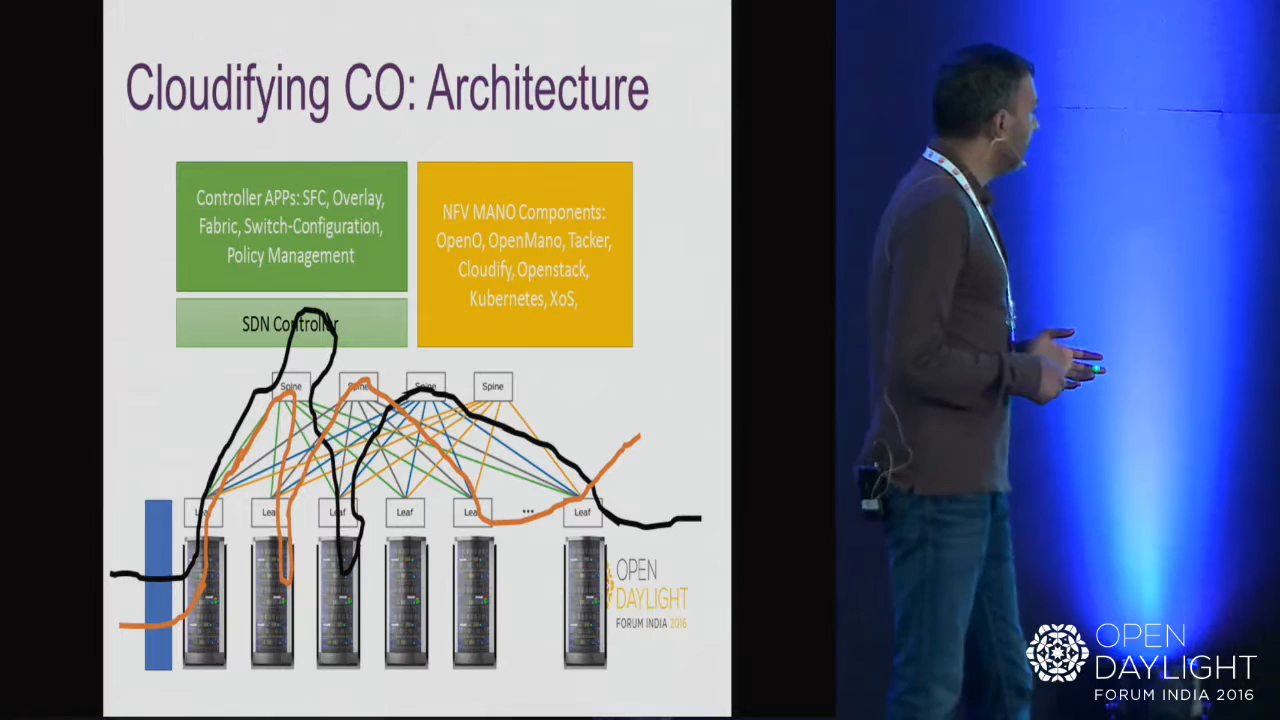 Cloudifying CO: Architecture
Controller APPs: SFC, Overlay,
Fabric, Switch-Configuration,
Policy Management
NFV MANO Components:
OpenO, OpenMano, Tacker,
Cloudify, Openstack,
Kubernetes, XoS,
SDN Controller
Spine Spine Spine Spine
Leaf Leaf Leaf Leaf Leaf ... Leaf
OPEN
DAYLIGHT
FORUM INDIA 2016
OPEN
DAYLIGHT
FORUM INDIA 2016